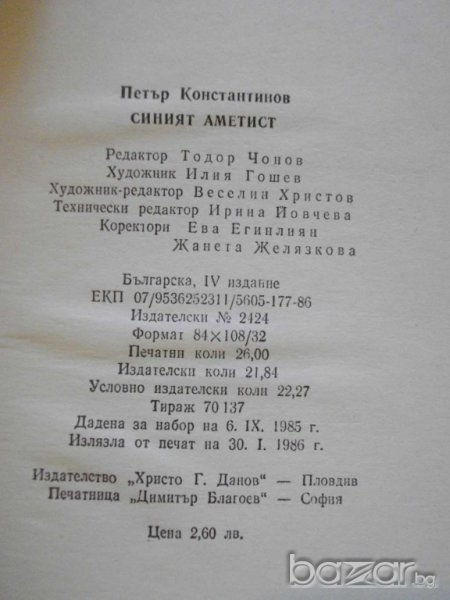 Петър Константинов
СИНИЯТ АМЕТИСТ
Редактор Тодор Чонов
Художник Илия Гошев
Художник-редактор Веселин Христов
Технически редактор Ирина Йовчева
Коректори Ева Егинлиян
Жанета Желязкова
Българска, IV издание
ЕКП 07/9536252311/5605-177-86
Издателски № 2424
Формат 84×108/32
Печатни коли 26,00
Издателски коли 21,84
Условно издателски коли 22,27
Тираж 70 137
Дадена за набор на 6. IX. 1985 г.
Излязла от печат на 30. I. 1986 г.
Издателство „Христо Г. Данов“ — Пловдив
Печатница „Димитър Благоев“ — София
Цена 2,60 лв.
bazar.bg